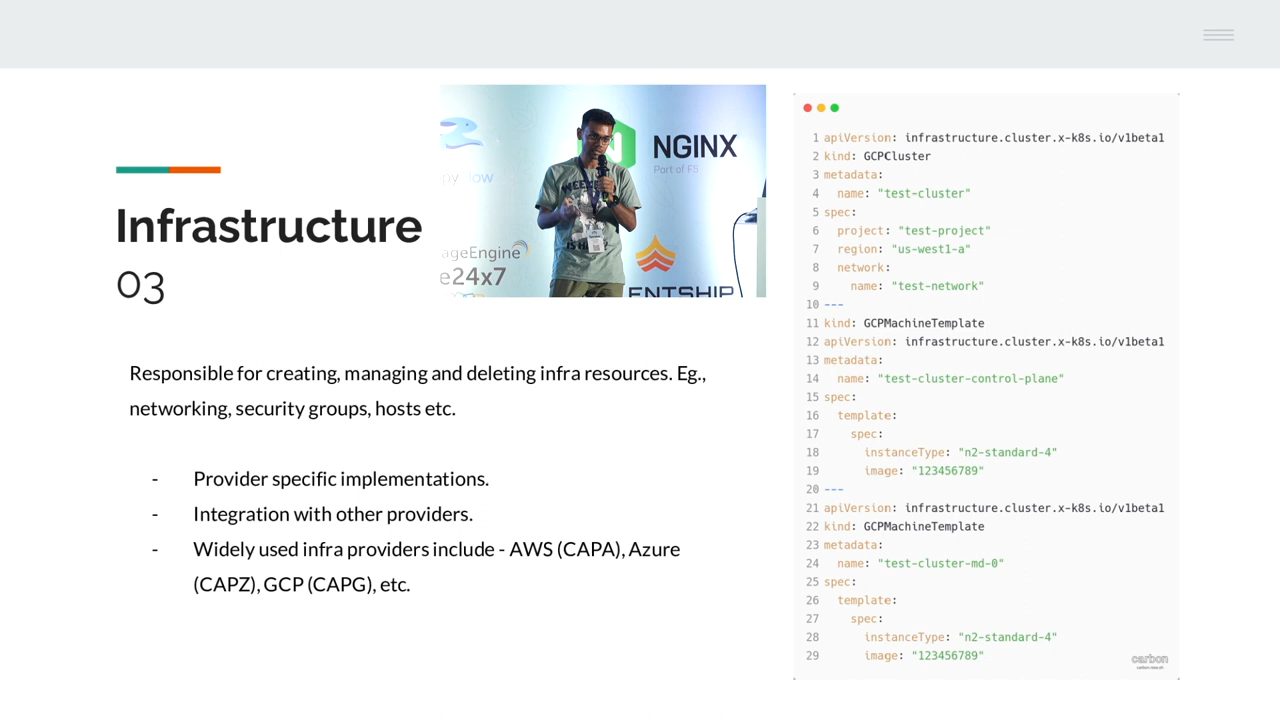 Infrastructure
03
NGINX
Part of F5
ageEngine
e24x7
ENTSHIP
Responsible for creating, managing and deleting infra resources. Eg.,
networking, security groups, hosts etc.
- Provider specific implementations.
- Integration with other providers.
- Widely used infra providers include - AWS (CAPA), Azure
(CAPZ), GCP (CAPG), etc.
1 apiVersion: infrastructure.cluster.x-k8s.io/v1beta1
2 kind: GCPCluster
3 metadata:
4 name: "test-cluster"
5 spec:
6 project: "test-project"
7 region: "us-west1-a"
8 network:
9 name: "test-network"
10 ---
11 kind: GCPMachineTemplate
12 apiVersion: infrastructure.cluster.x-k8s.io/v1beta1
13 metadata:
14 name: "test-cluster-control-plane"
15 spec:
16 template:
17 spec:
18 instanceType: "n2-standard-4"
19 image: "123456789"
20 ---
21 apiVersion: infrastructure.cluster.x-k8s.io/v1beta1
22 kind: GCPMachineTemplate
23 metadata:
24 name: "test-cluster-md-0"
25 spec:
26 template:
27 spec:
28 instanceType: "n2-standard-4"
29 image: "123456789"
carbon
carbon.now.sh